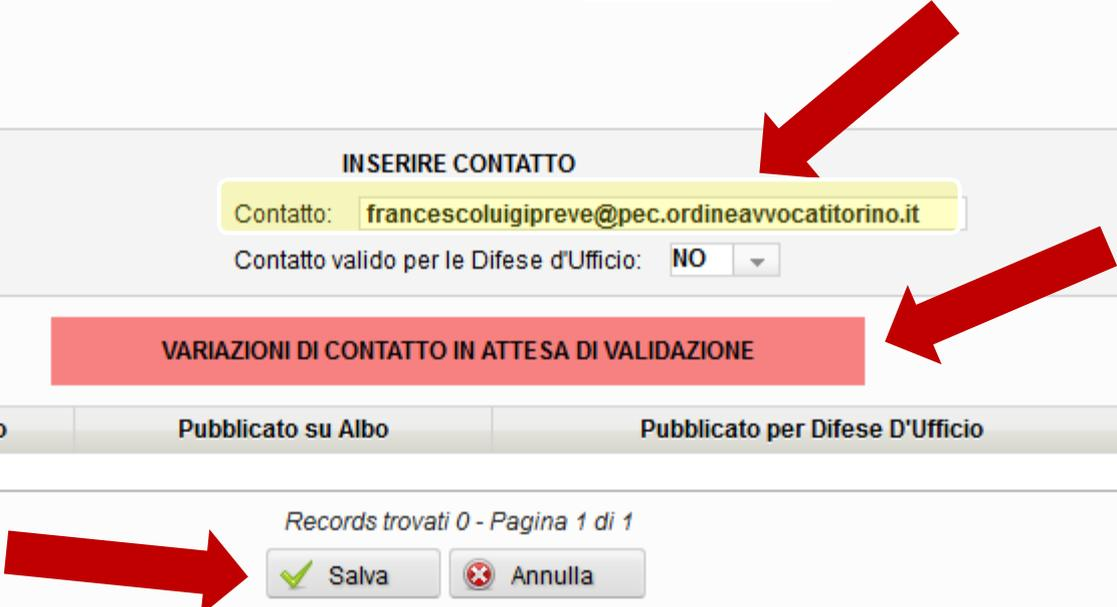 INSERIRE CONTATTO
Contatto: francescoluigipreve@pec.ordineavvocatitorino.it
Contatto valido per le Difese d'Ufficio: NO
VARIAZIONI DI CONTATTO IN ATTESA DI VALIDAZIONE
o Pubblicato su Albo Pubblicato per Difese D'Ufficio
Records trovati 0 - Pagina 1 di 1
Salva Annulla